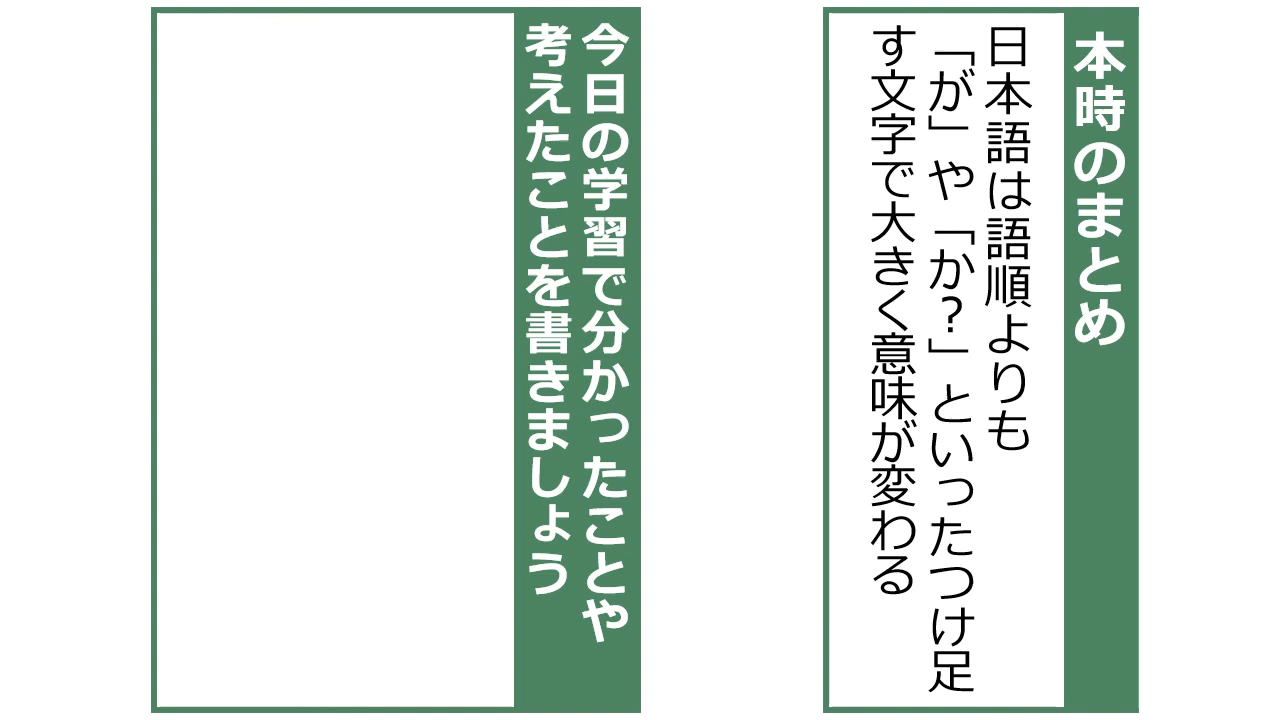 本時のまとめ
日本語は語順よりも
「が」や「か?」といったつけ足
す文字で大きく意味が変わる
今日の学習で分かったことや
考えたことを書きましょう